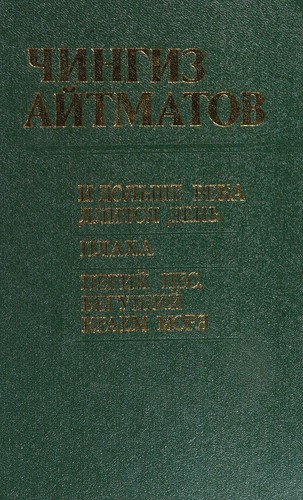 ЧИНГИЗ
АЙТМАТОВ
И ДОЛЬШЕ ВЕКА
ДЛИТСЯ ДЕНЬ
ПЛАХА
ПЕГИЙ ПЕС,
БЕГУЩИЙ
КРАЕМ МОРЯ